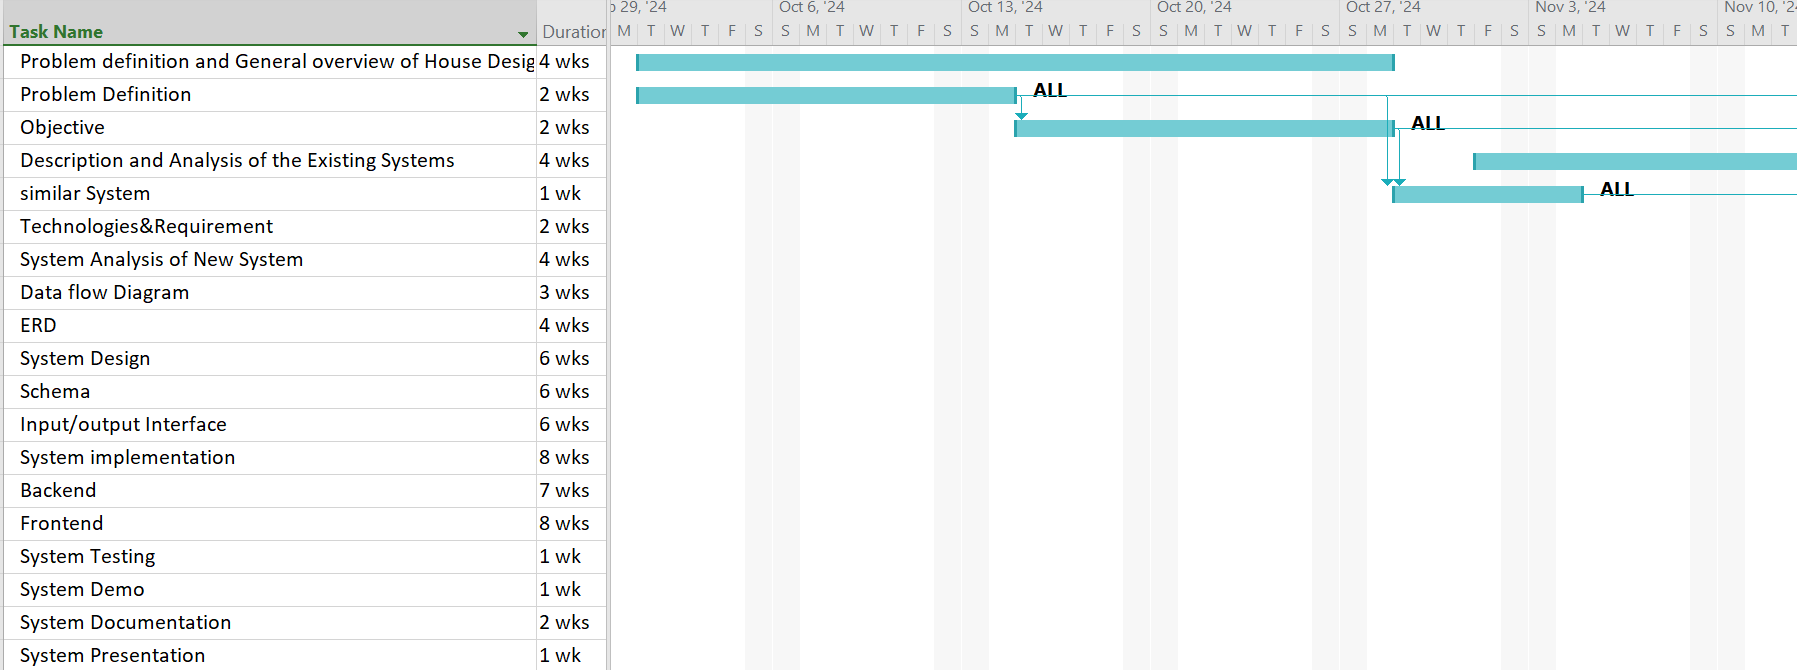 29, '24 Oct 6, '24 Oct 13, '24 Oct 20, '24 Oct 27, '24 Nov 3, '24 Nov 10,
Task Name Duration M T W T F S S M T W T F S S M T W T F S S M T W T F S S M T W T F S S M T W T F S S M T
Problem definition and General overview of House Desig 4 wks
Problem Definition 2 wks ALL
Objective 2 wks ALL
Description and Analysis of the Existing Systems 4 wks
similar System 1 wk ALL
Technologies&Requirement 2 wks
System Analysis of New System 4 wks
Data flow Diagram 3 wks
ERD 4 wks
System Design 6 wks
Schema 6 wks
Input/output Interface 6 wks
System implementation 8 wks
Backend 7 wks
Frontend 8 wks
System Testing 1 wk
System Demo 1 wk
System Documentation 2 wks
System Presentation 1 wk